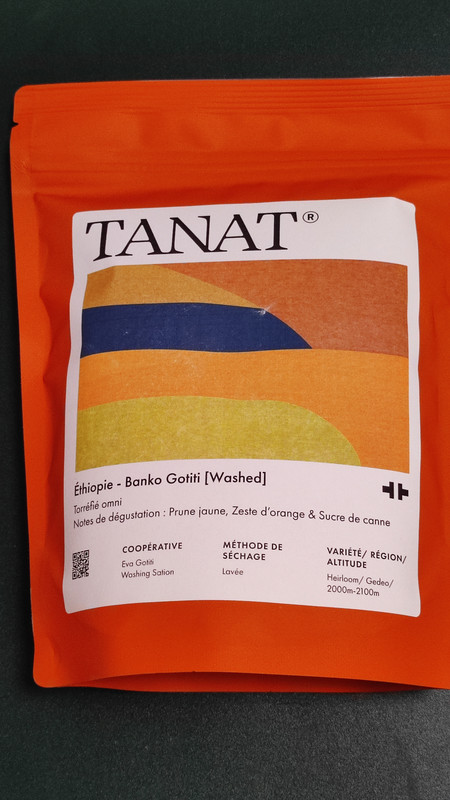 TANAT®
Éthiopie - Banko Gotiti [Washed]
Torréfié omni
Notes de dégustation : Prune jaune, Zeste d'orange & Sucre de canne
COOPÉRATIVE
Eva Gotiti
Washing Sation
MÉTHODE DE
SÉCHAGE
Lavée
VARIÉTÉ/ RÉGION/
ALTITUDE
Heirloom/ Gedeo/
2000m-2100m